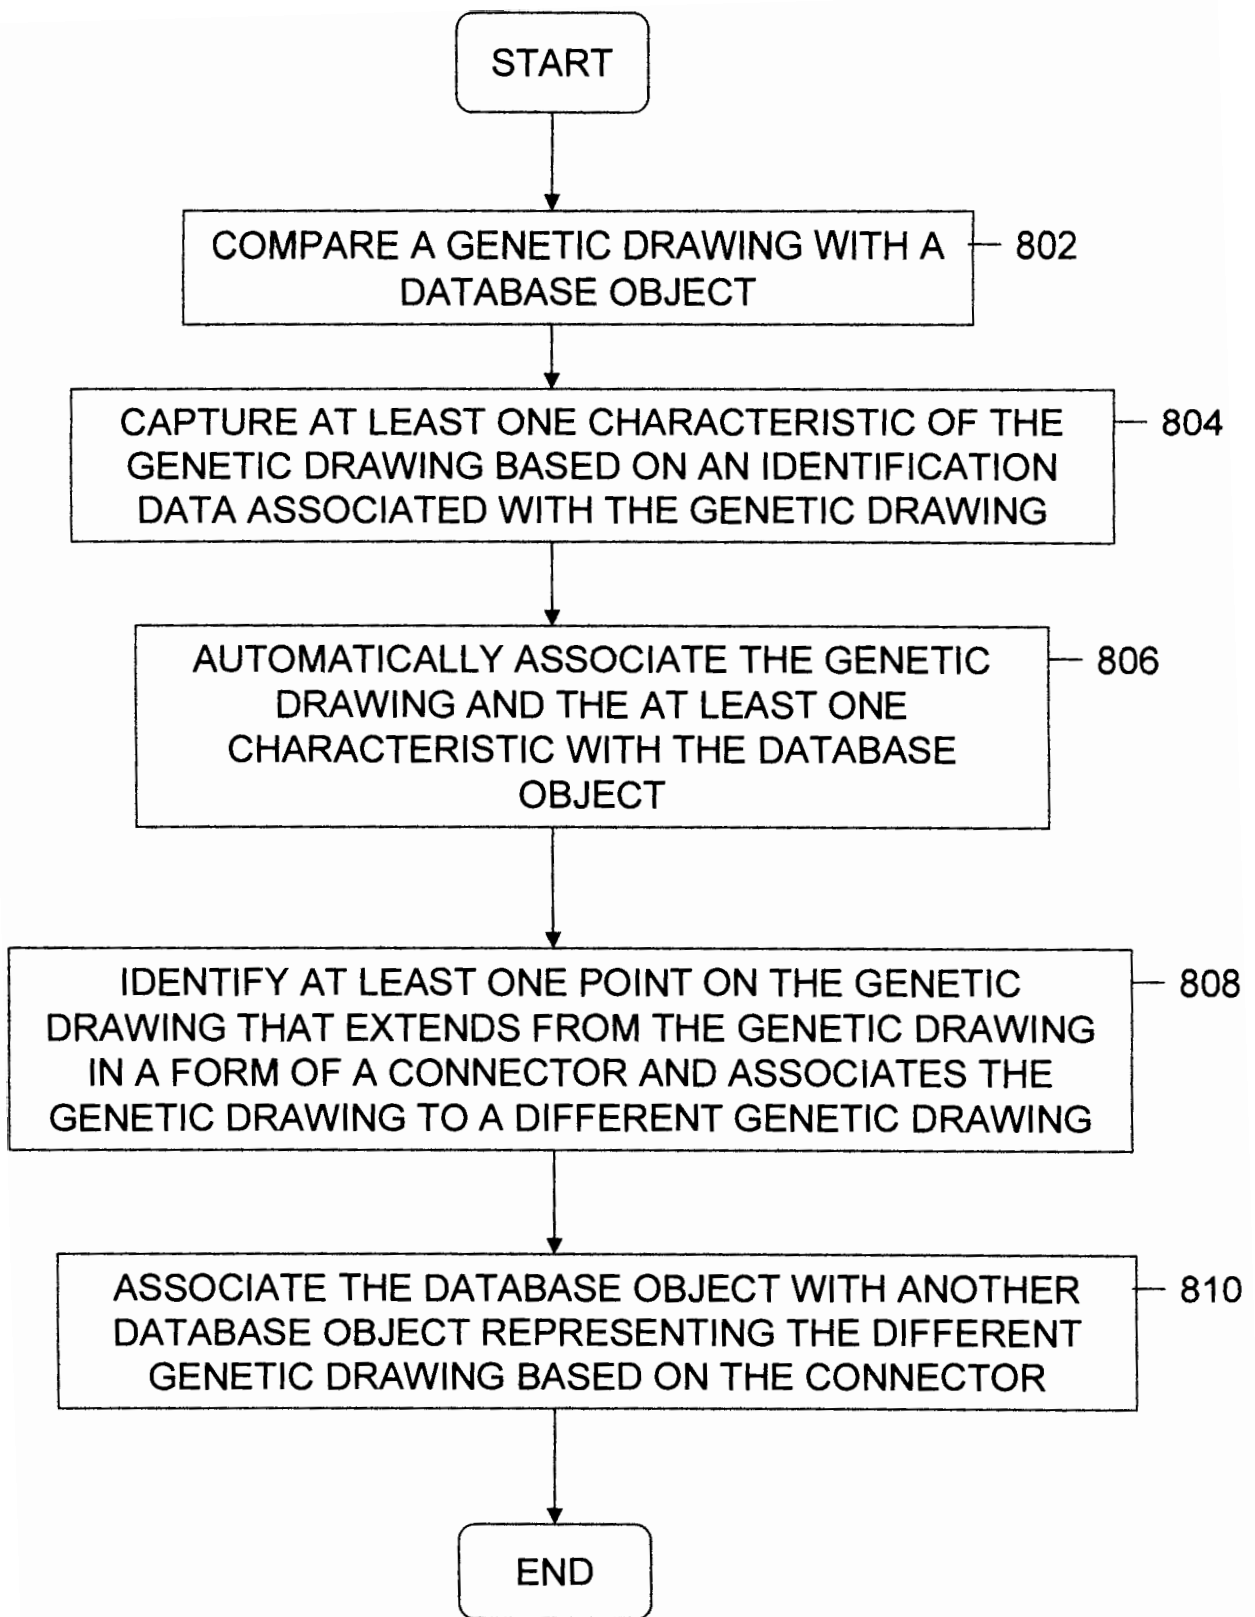 START
COMPARE A GENETIC DRAWING WITH A
DATABASE OBJECT
802
CAPTURE AT LEAST ONE CHARACTERISTIC OF THE
GENETIC DRAWING BASED ON AN IDENTIFICATION
DATA ASSOCIATED WITH THE GENETIC DRAWING
804
AUTOMATICALLY ASSOCIATE THE GENETIC
DRAWING AND THE AT LEAST ONE
CHARACTERISTIC WITH THE DATABASE
OBJECT
806
IDENTIFY AT LEAST ONE POINT ON THE GENETIC
DRAWING THAT EXTENDS FROM THE GENETIC DRAWING
IN A FORM OF A CONNECTOR AND ASSOCIATES THE
GENETIC DRAWING TO A DIFFERENT GENETIC DRAWING
808
ASSOCIATE THE DATABASE OBJECT WITH ANOTHER
DATABASE OBJECT REPRESENTING THE DIFFERENT
GENETIC DRAWING BASED ON THE CONNECTOR
810
END